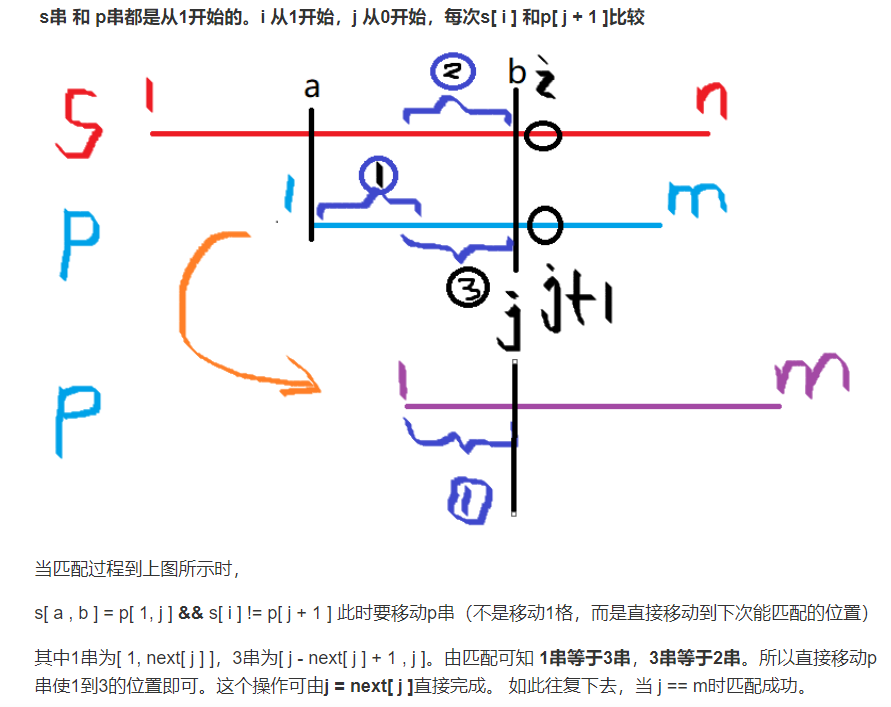 s串 和 p串都是从1开始的。i 从1开始，j 从0开始，每次s[ i ] 和p[ j + 1 ]比较
② b i
a
S 1 n
①
1 m
P
③
j j+1
1 m
P
1
当匹配过程到上图所示时，
s[ a , b ] = p[ 1, j ] && s[ i ] != p[ j + 1 ] 此时要移动p串（不是移动1格，而是直接移动到下次能匹配的位置）
其中1串为[ 1, next[ j ] ]，3串为[ j - next[ j ] + 1 , j ]。由匹配可知 1串等于3串，3串等于2串。所以直接移动p
串使1到3的位置即可。这个操作可由j = next[ j ]直接完成。 如此往复下去，当 j == m时匹配成功。